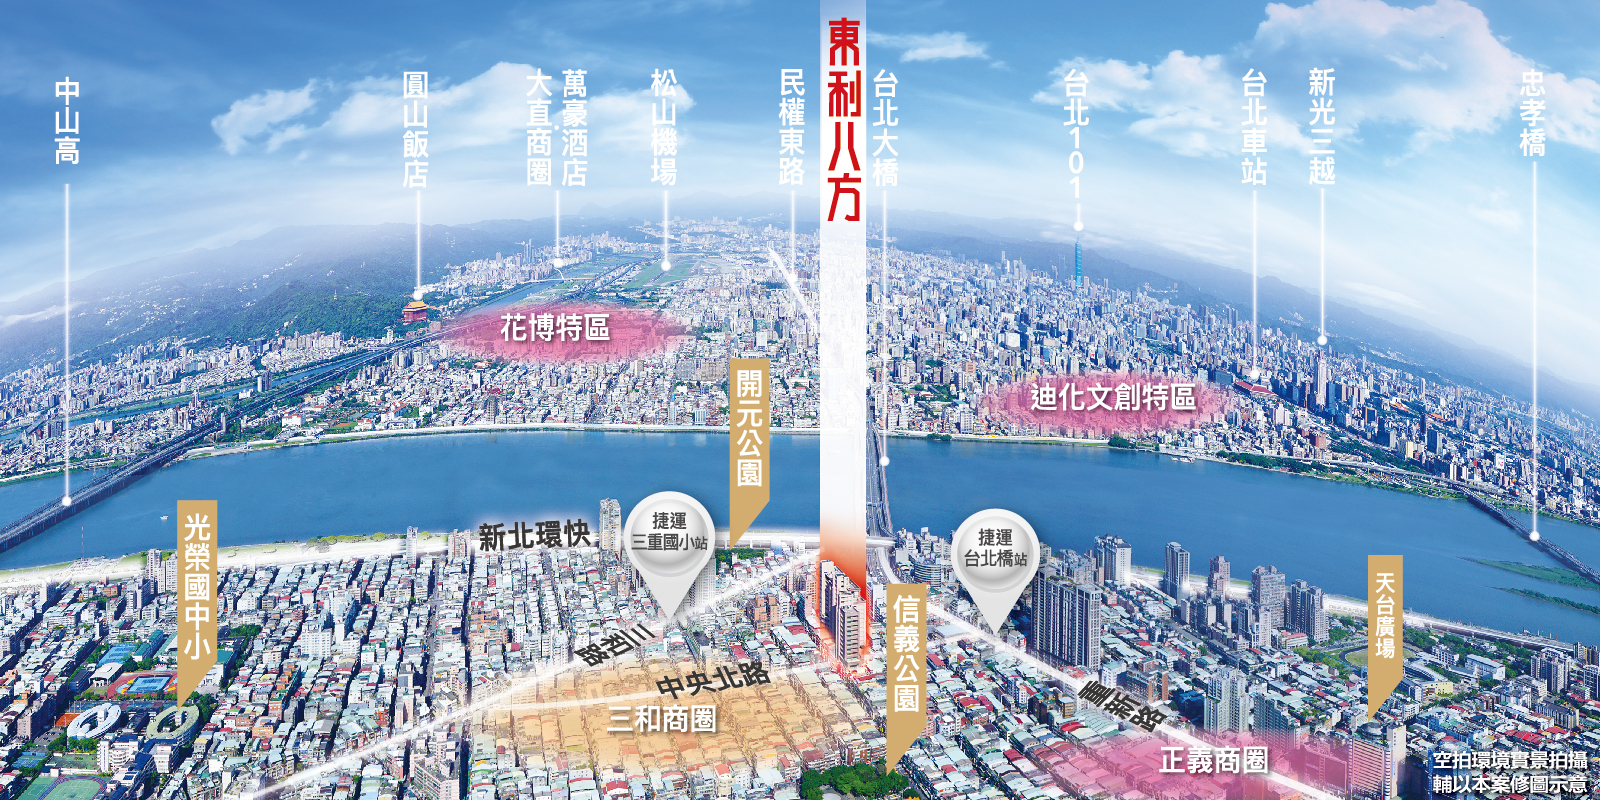 中山高
圓山飯店
萬豪酒店
大直商圈
松山機場
民權東路
東利八方
台北大橋
台北101
台北車站
新光三越
忠孝橋
花博特區
迪化文創特區
開元公園
光榮國中小
新北環快
捷運
三重國小站
捷運
台北橋站
天台廣場
信義公園
三和路
中央北路
三和商圈
重新路
正義商圈
空拍環境實景拍攝
輔以本案修圖示意